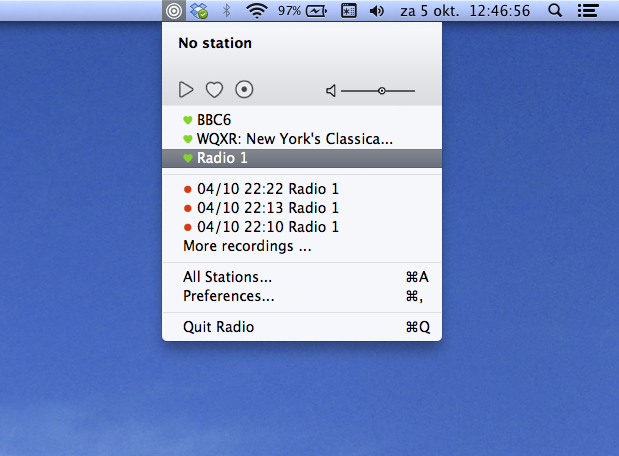 97% za 5 okt. 12:46:56
No station
BBC6
WQXR: New York's Classica...
Radio 1
04/10 22:22 Radio 1
04/10 22:13 Radio 1
04/10 22:10 Radio 1
More recordings ...
All Stations... ⌘A
Preferences... ⌘,
Quit Radio ⌘Q